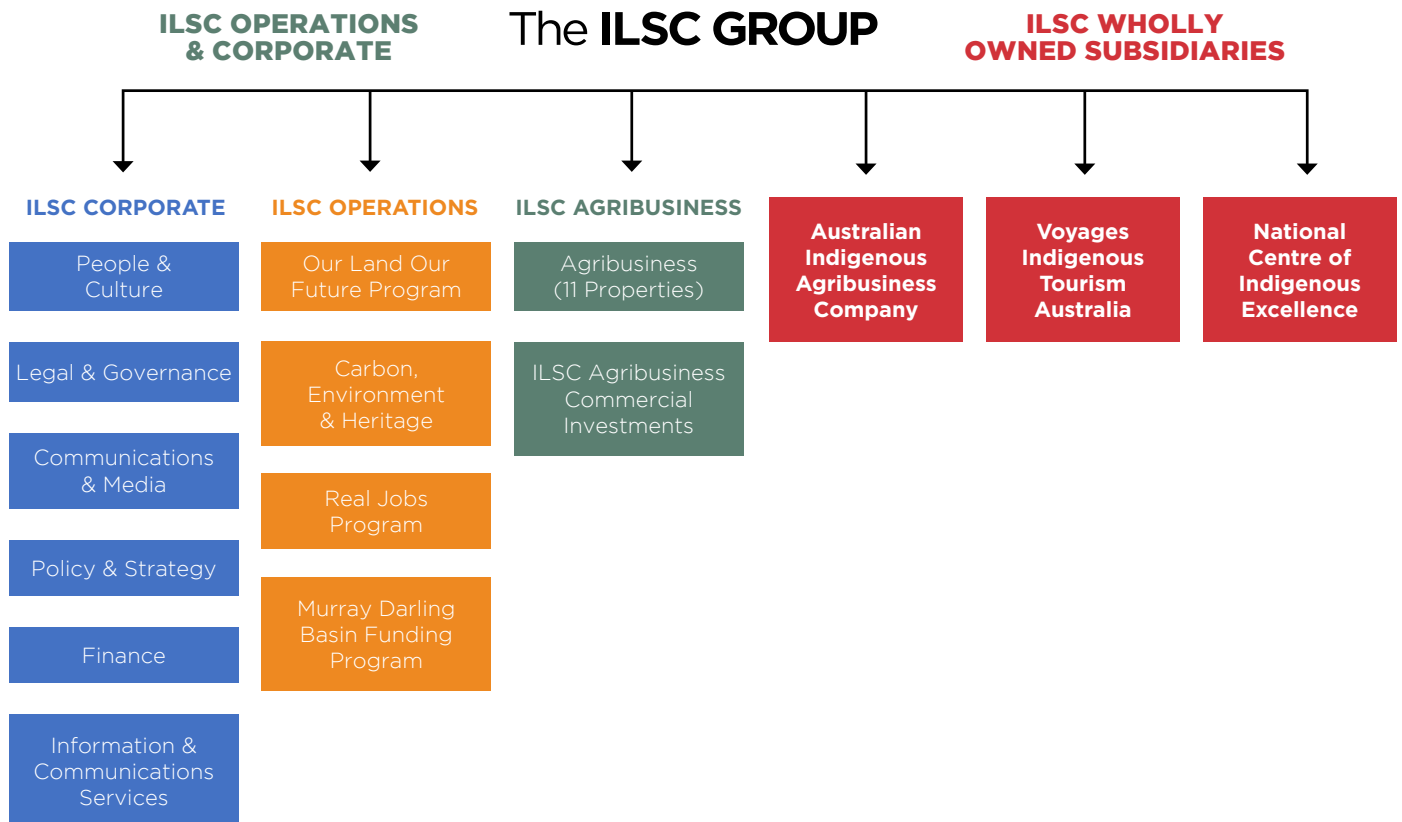 ILSC OPERATIONS
& CORPORATE
The ILSC GROUP
ILSC WHOLLY
OWNED SUBSIDIARIES
ILSC CORPORATE
People &
Culture
Legal & Governance
Communications
& Media
Policy & Strategy
Finance
Information &
Communications
Services
ILSC OPERATIONS
Our Land Our
Future Program
Carbon,
Environment
& Heritage
Real Jobs
Program
Murray Darling
Basin Funding
Program
ILSC AGRIBUSINESS
Agribusiness
(11 Properties)
ILSC Agribusiness
Commercial
Investments
Australian
Indigenous
Agribusiness
Company
Voyages
Indigenous
Tourism
Australia
National
Centre of
Indigenous
Excellence